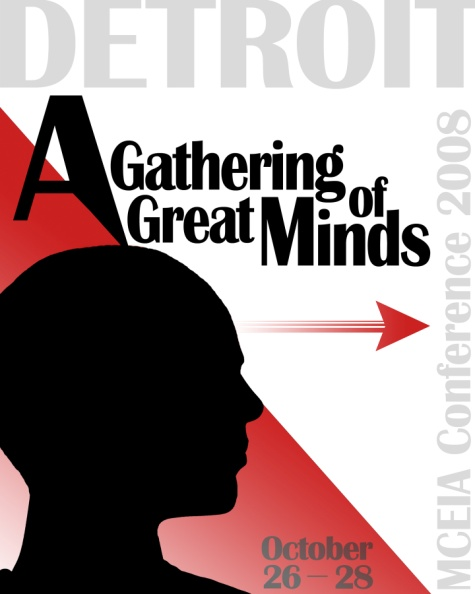 DETROIT
A Gathering
Great of
Minds
MCEIA Conference 2008
October
26 – 28